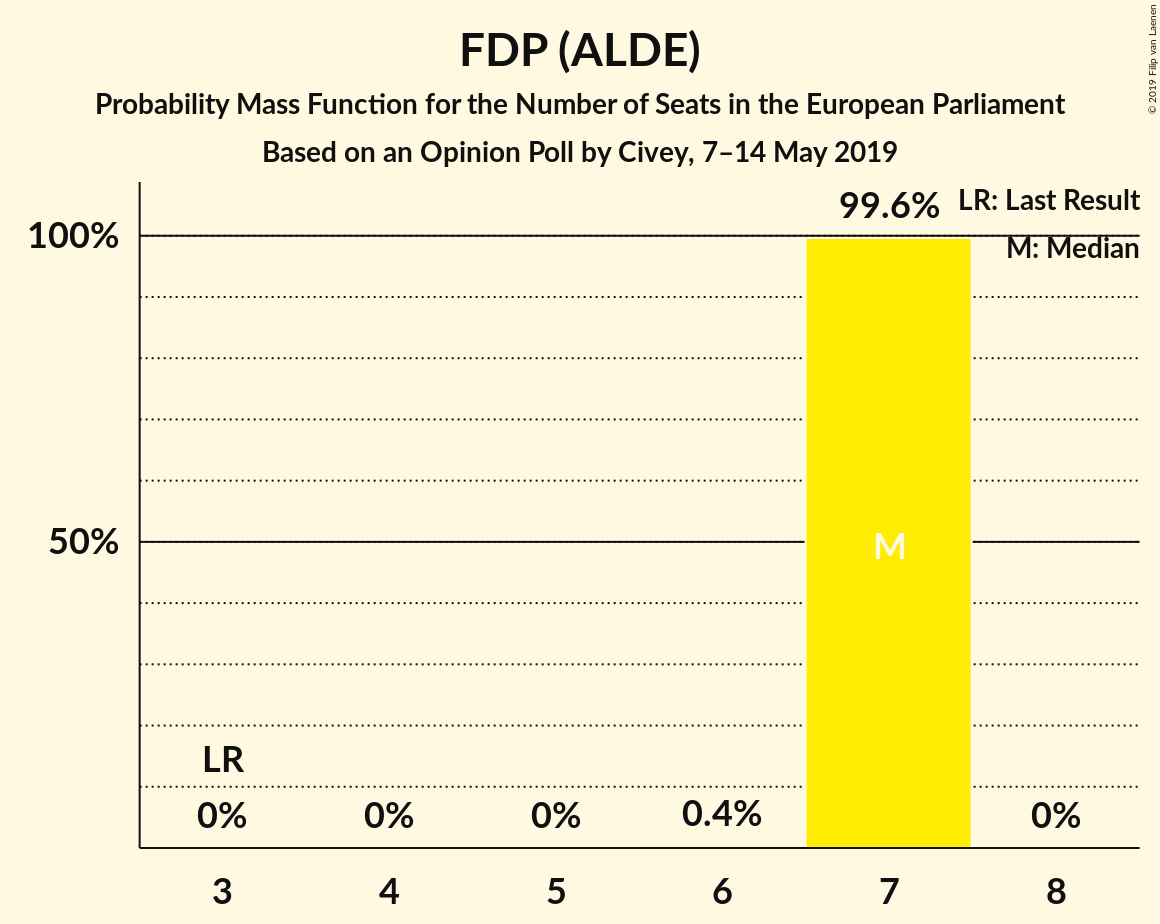 FDP (ALDE)
Probability Mass Function for the Number of Seats in the European Parliament
Based on an Opinion Poll by Civey, 7–14 May 2019
© 2019 Filip van Laenen
LR: Last Result
M: Median
99.6%
100%
50%
M
LR
0% 0% 0% 0.4% 0%
3 4 5 6 7 8